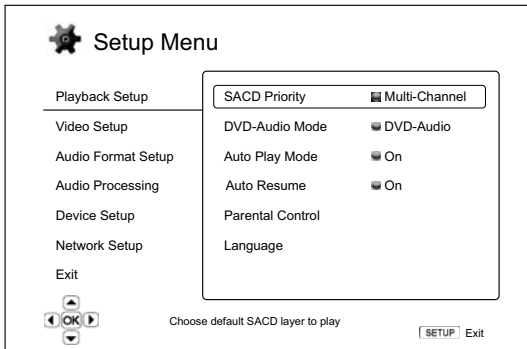 Setup Menu
Playback Setup
Video Setup
Audio Format Setup
Audio Processing
Device Setup
Network Setup
Exit
SACD Priority Multi-Channel
DVD-Audio Mode DVD-Audio
Auto Play Mode On
Auto Resume On
Parental Control
Language
OK
Choose default SACD layer to play
SETUP Exit